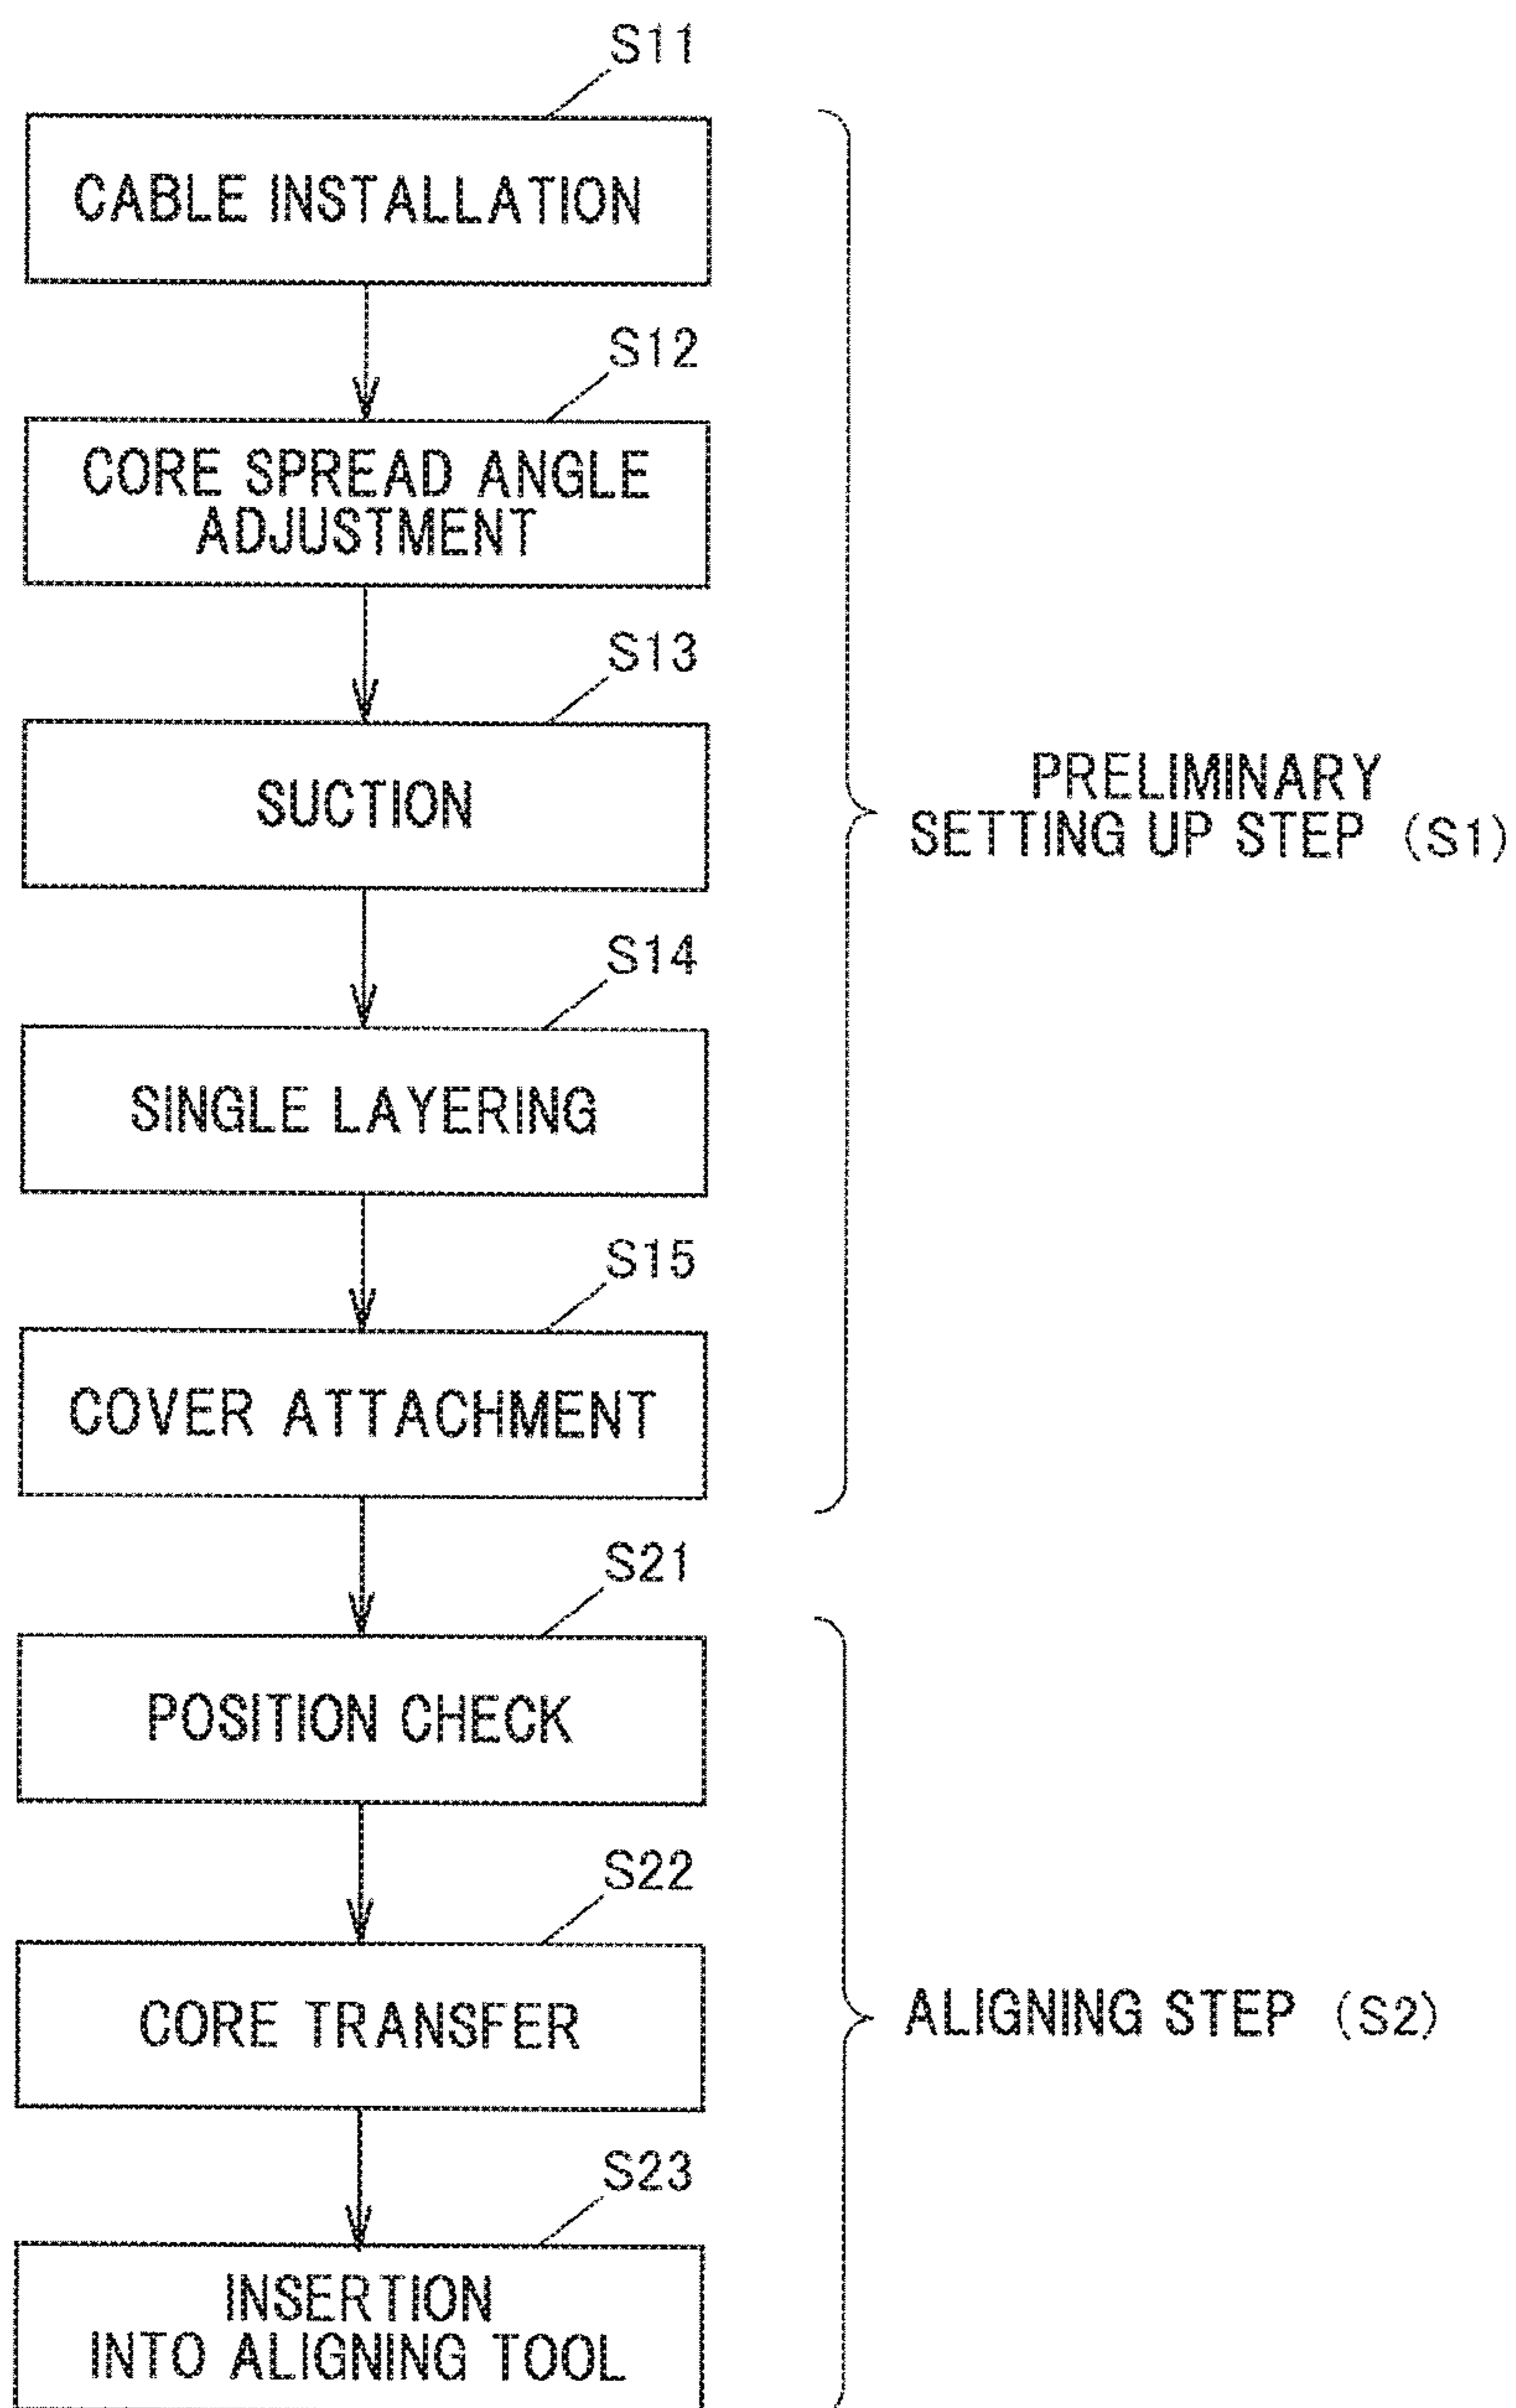 S11
CABLE INSTALLATION
S12
CORE SPREAD ANGLE
ADJUSTMENT
S13
SUCTION
PRELIMINARY
SETTING UP STEP (S1)
S14
SINGLE LAYERING
S15
COVER ATTACHMENT
S21
POSITION CHECK
S22
CORE TRANSFER
ALIGNING STEP (S2)
S23
INSERTION
INTO ALIGNING TOOL